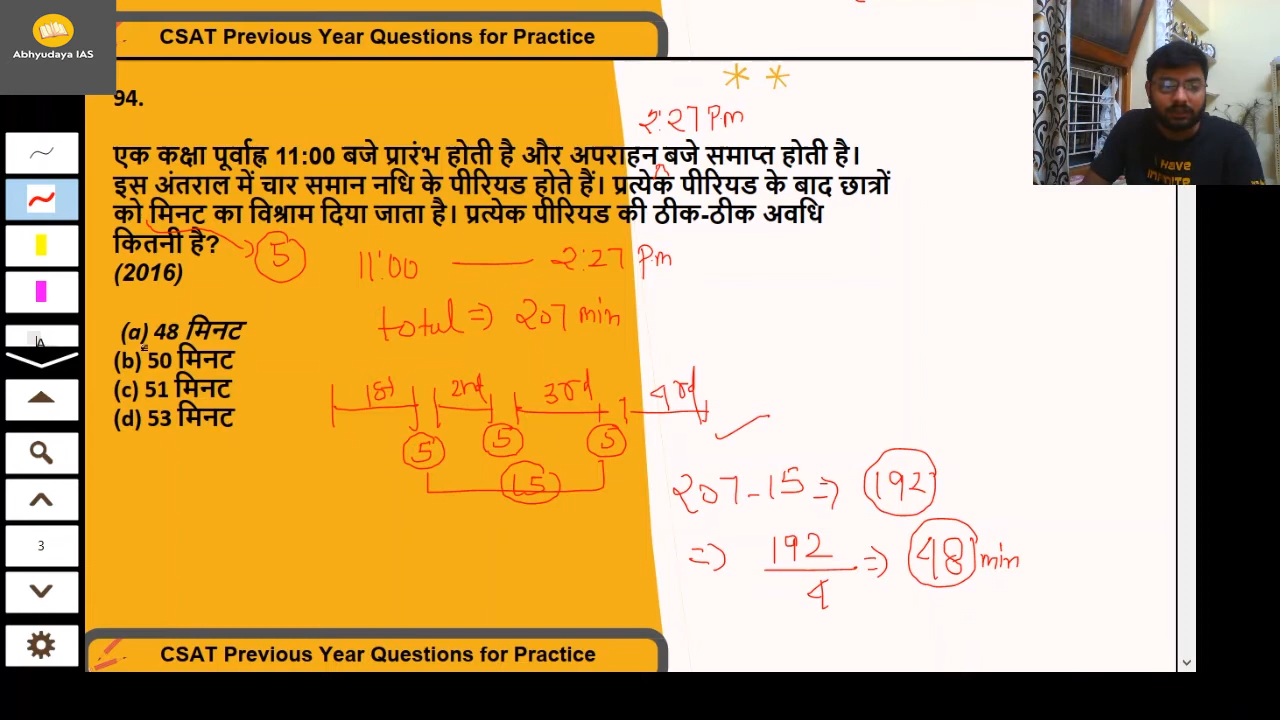 Abhyudaya IAS
CSAT Previous Year Questions for Practice
94.
2:27 Pm
एक कक्षा पूर्वाह्न 11:00 बजे प्रारंभ होती है और अपराहन बजे समाप्त होती है।
इस अंतराल में चार समान नधि के पीरियड होते हैं। प्रत्येक पीरियड के बाद छात्रों
को मिनट का विश्राम दिया जाता है। प्रत्येक पीरियड की ठीक-ठीक अवधि
कितनी है?
5
(2016)
11:00 — 2:27 Pm
total => 207 min
(a) 48 मिनट
(b) 50 मिनट
(c) 51 मिनट
(d) 53 मिनट
1st 2nd 3rd 4rd
5 5 5
15
207-15 => 192
=> 192/4 => 48 min
3
CSAT Previous Year Questions for Practice
I HAVE